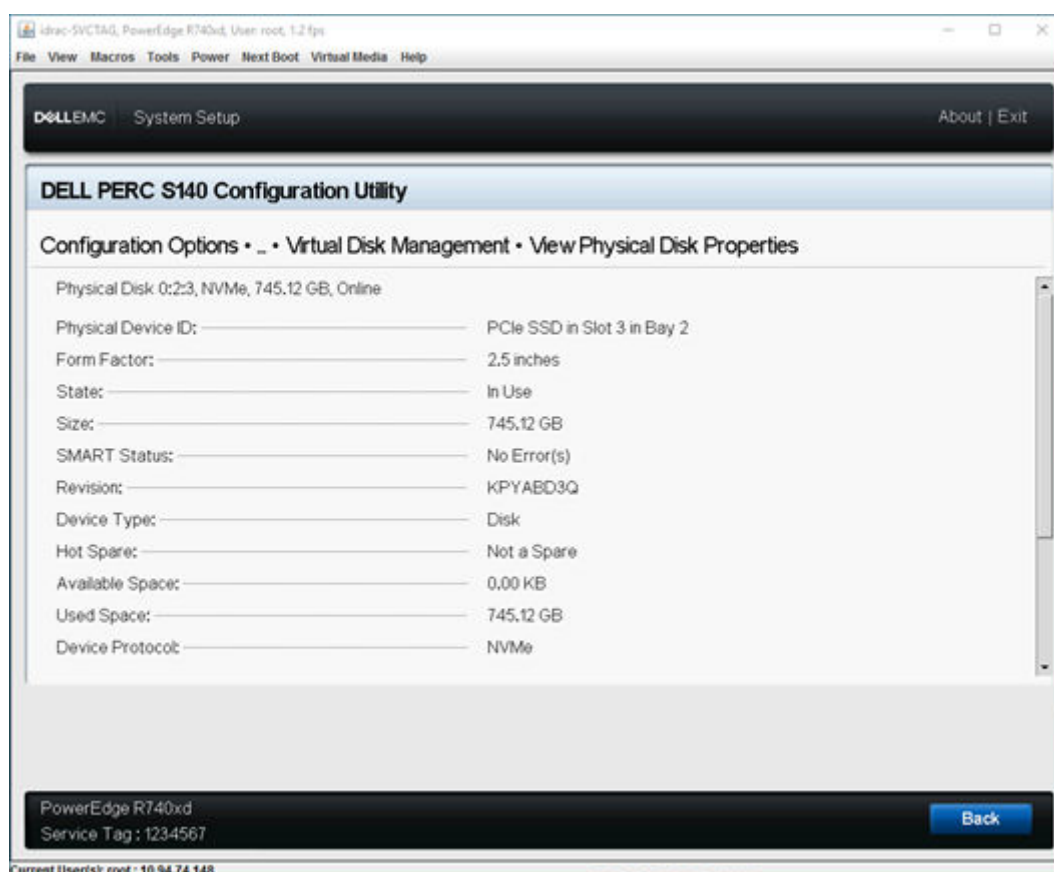 idrac-SVCTAG, PowerEdge R740xd, User: root, 1.2 fps
File View Macros Tools Power Next Boot Virtual Media Help
DELLEMC System Setup About | Exit
DELL PERC S140 Configuration Utility
Configuration Options • ... • Virtual Disk Management • View Physical Disk Properties
Physical Disk 0:2:3, NVMe, 745.12 GB, Online
Physical Device ID: PCIe SSD in Slot 3 in Bay 2
Form Factor: 2.5 inches
State: In Use
Size: 745.12 GB
SMART Status: No Error(s)
Revision: KPYABD3Q
Device Type: Disk
Hot Spare: Not a Spare
Available Space: 0.00 KB
Used Space: 745.12 GB
Device Protocol: NVMe
PowerEdge R740xd
Service Tag : 1234567
Back
Current User(s): root : 10.94.74.148